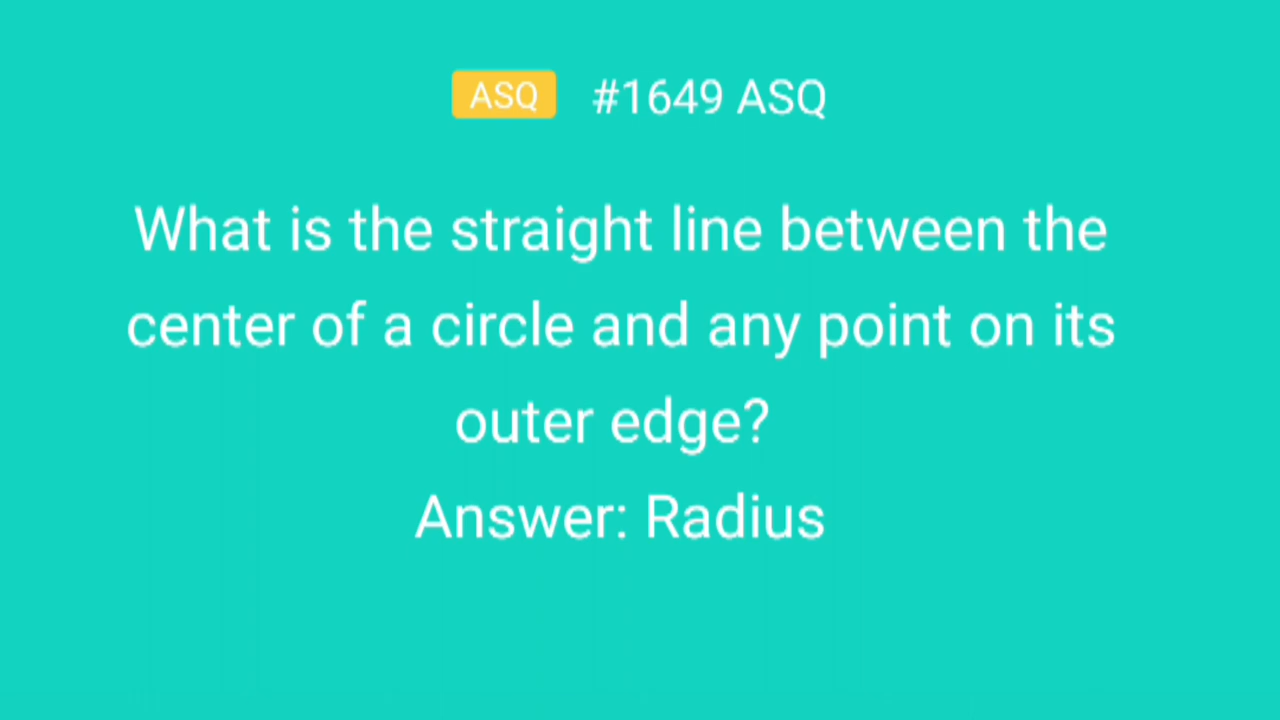 ASQ #1649 ASQ
What is the straight line between the
center of a circle and any point on its
outer edge?
Answer: Radius